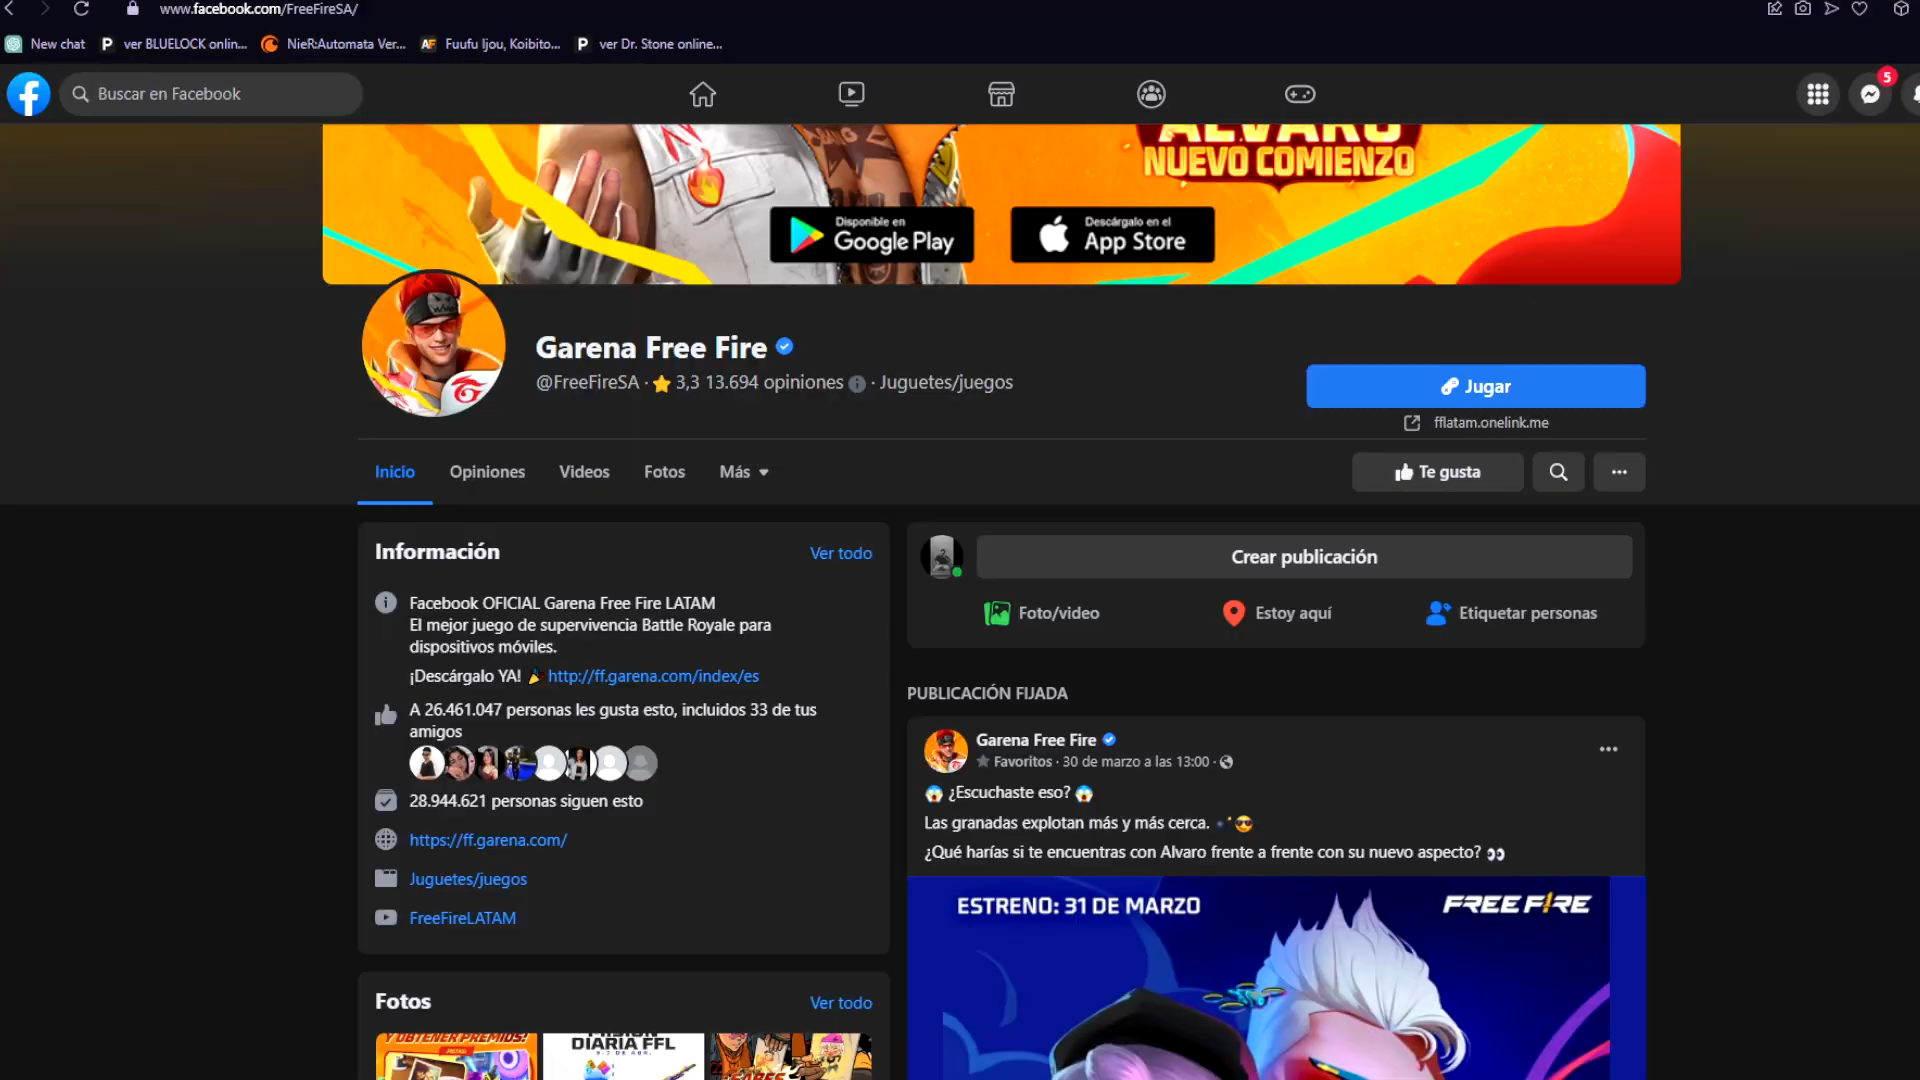 www.facebook.com/FreeFireSA/
New chat
ver BLUELOCK onlin...
NieR:Automata Ver...
Fuufu Ijou, Koibito...
ver Dr. Stone online...
Buscar en Facebook
5
ALVARO
NUEVO COMIENZO
Disponible en
Google Play
Descárgalo en el
App Store
Garena Free Fire
@FreeFireSA · 3,3 13.694 opiniones · Juguetes/juegos
Jugar
fflatam.onelink.me
Inicio
Opiniones
Videos
Fotos
Más
Te gusta
Información
Ver todo
Facebook OFICIAL Garena Free Fire LATAM
El mejor juego de supervivencia Battle Royale para
dispositivos móviles.
¡Descárgalo YA! 🎉 http://ff.garena.com/index/es
A 26.461.047 personas les gusta esto, incluidos 33 de tus
amigos
28.944.621 personas siguen esto
https://ff.garena.com/
Juguetes/juegos
FreeFireLATAM
Fotos
Ver todo
Y OBTENER PREMIOS!
DIARIA FFL
Crear publicación
Foto/video
Estoy aquí
Etiquetar personas
PUBLICACIÓN FIJADA
Garena Free Fire
Favoritos · 30 de marzo a las 13:00 ·
😱 ¿Escuchaste eso? 😱
Las granadas explotan más y más cerca. 💣😎
¿Qué harías si te encuentras con Alvaro frente a frente con su nuevo aspecto? 👀
ESTRENO: 31 DE MARZO
FREE FIRE